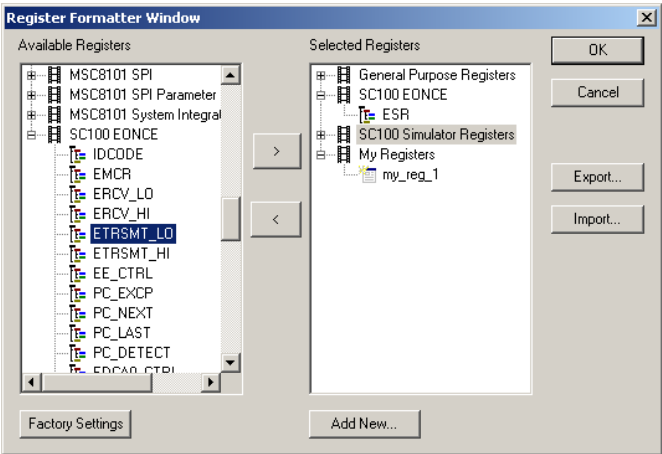 Register Formatter Window
Available Registers
MSC8101 SPI
MSC8101 SPI Parameter
MSC8101 System Integral
SC100 EONCE
IDCODE
EMCR
ERCV_LO
ERCV_HI
ETRSMT_LO
ETRSMT_HI
EE_CTRL
PC_EXCP
PC_NEXT
PC_LAST
PC_DETECT
EDCA0_CTRL
Factory Settings
>
<
Selected Registers
General Purpose Registers
SC100 EONCE
ESR
SC100 Simulator Registers
My Registers
my_reg_1
Add New...
OK
Cancel
Export...
Import...